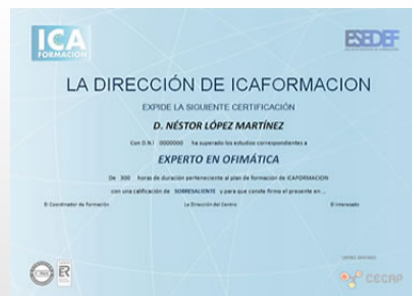 ICA
FORMACIÓN
ESEDEF
LA DIRECCIÓN DE ICAFORMACION
EXPIDE LA SIGUIENTE CERTIFICACIÓN
D. NÉSTOR LÓPEZ MARTÍNEZ
Con D.N.I 0000000 ha superado los estudios correspondientes a
EXPERTO EN OFIMÁTICA
De 300 horas de duración perteneciente al plan de formación de ICAFORMACION
con una calificación de SOBRESALIENTE y para que conste firmo el presente en ...
El Coordinador de Formación La Dirección del Centro El interesado
ER
CECAP